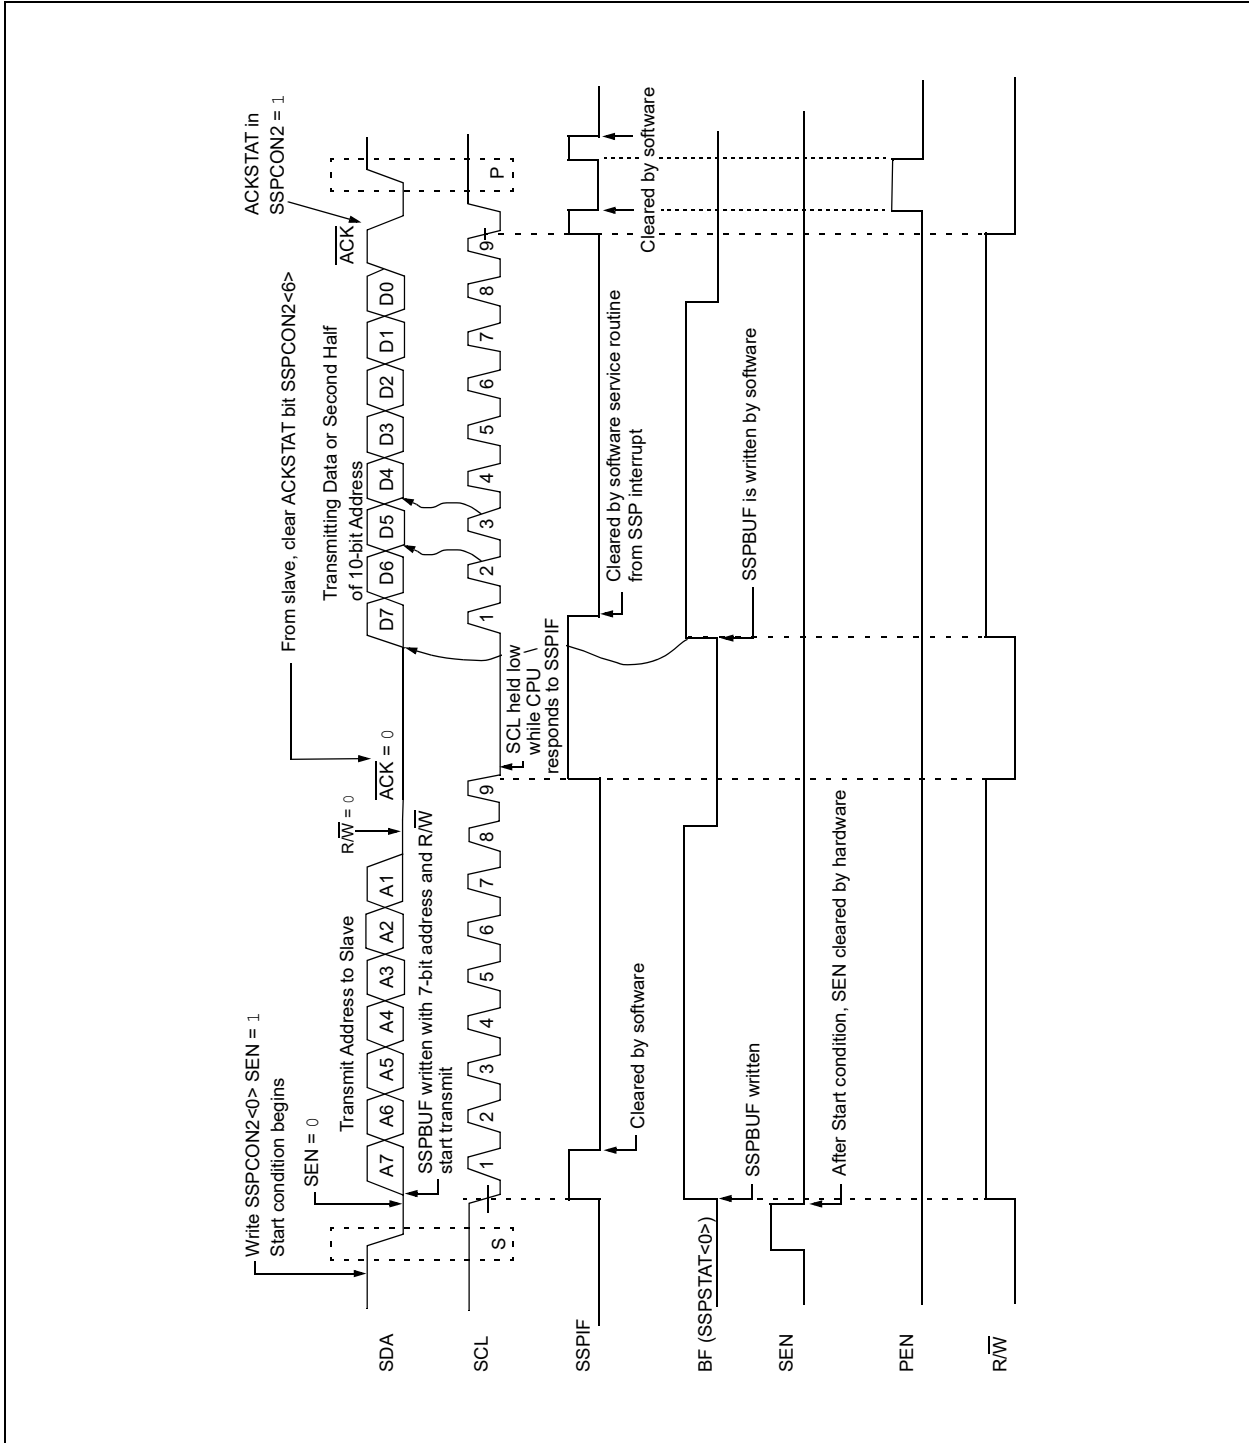 Write SSPCON2<0> SEN = 1
Start condition begins
SEN = 0
From slave, clear ACKSTAT bit SSPCON2<6>
ACKSTAT in
SSPCON2 = 1
Transmit Address to Slave
R/W = 0
ACK = 0
Transmitting Data or Second Half
of 10-bit Address
ACK
SDA
A7 A6 A5 A4 A3 A2 A1
D7 D6 D5 D4 D3 D2 D1 D0
SSPBUF written with 7-bit address and R/W
start transmit
SCL
S
1 2 3 4 5 6 7 8 9
1 2 3 4 5 6 7 8 9
P
SCL held low
while CPU
responds to SSPIF
SSPIF
Cleared by software
Cleared by software service routine
from SSP interrupt
Cleared by software
BF (SSPSTAT<0>)
SSPBUF written
SSPBUF is written by software
SEN
After Start condition, SEN cleared by hardware
PEN
R/W